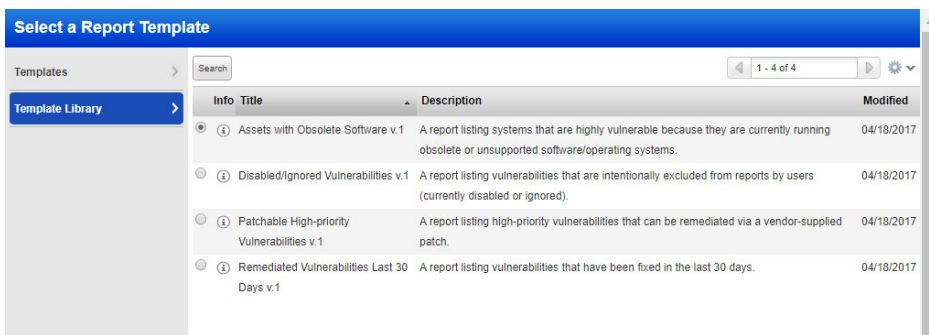 Select a Report Template
Templates
Search
1 - 4 of 4
Template Library
Info Title Description Modified
Assets with Obsolete Software v.1 A report listing systems that are highly vulnerable because they are currently running 04/18/2017
obsolete or unsupported software/operating systems.
Disabled/Ignored Vulnerabilities v.1 A report listing vulnerabilities that are intentionally excluded from reports by users 04/18/2017
(currently disabled or ignored).
Patchable High-priority A report listing high-priority vulnerabilities that can be remediated via a vendor-supplied 04/18/2017
Vulnerabilities v.1 patch.
Remediated Vulnerabilities Last 30 A report listing vulnerabilities that have been fixed in the last 30 days. 04/18/2017
Days v.1